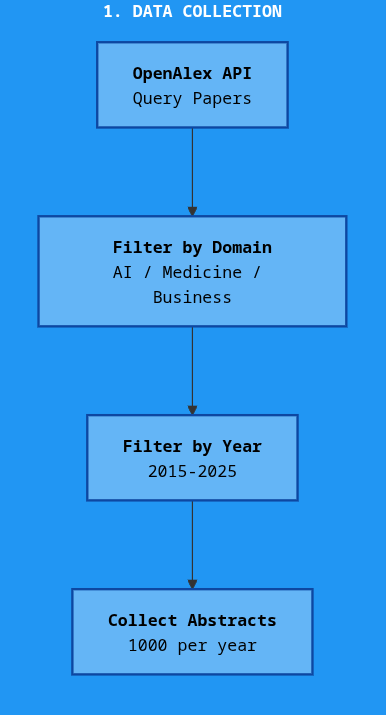 1. DATA COLLECTION
OpenAlex API
Query Papers
Filter by Domain
AI / Medicine /
Business
Filter by Year
2015-2025
Collect Abstracts
1000 per year